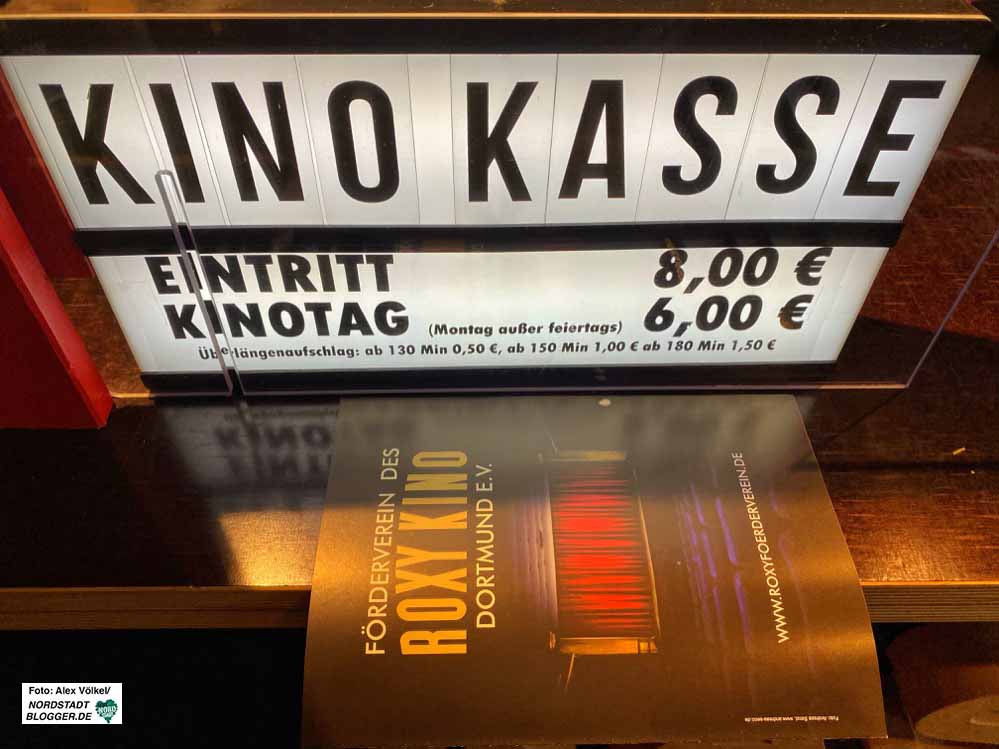 KINO KASSE
EINTRITT 8,00 €
KINOTAG (Montag außer feiertags) 6,00 €
Überlängenaufschlag: ab 130 Min 0,50 €, ab 150 Min 1,00 € ab 180 Min 1,50 €
FÖRDERVEREIN DES
ROXY KINO
DORTMUND E.V.
WWW.ROXYFOERDERVEREIN.DE
Foto: Alex Völkel/
NORDSTADT
BLOGGER.DE